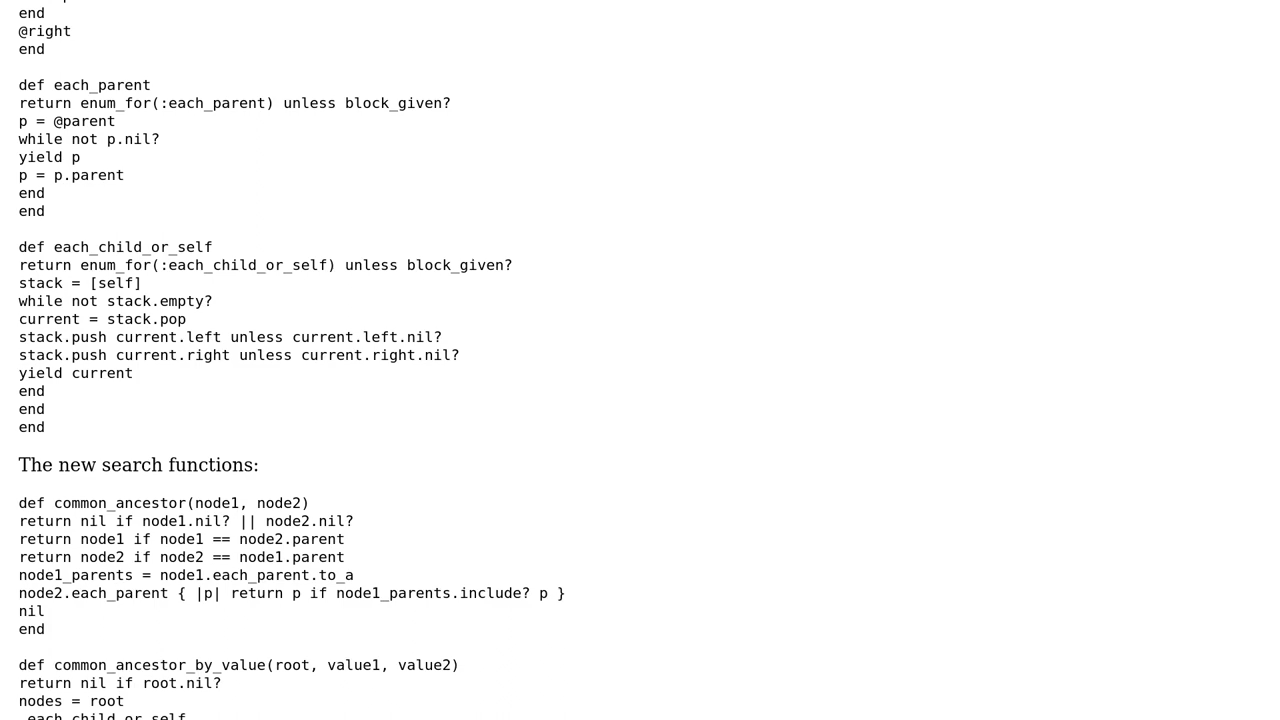 end
@right
end

def each_parent
return enum_for(:each_parent) unless block_given?
p = @parent
while not p.nil?
yield p
p = p.parent
end
end

def each_child_or_self
return enum_for(:each_child_or_self) unless block_given?
stack = [self]
while not stack.empty?
current = stack.pop
stack.push current.left unless current.left.nil?
stack.push current.right unless current.right.nil?
yield current
end
end
end

The new search functions:

def common_ancestor(node1, node2)
return nil if node1.nil? || node2.nil?
return node1 if node1 == node2.parent
return node2 if node2 == node1.parent
node1_parents = node1.each_parent.to_a
node2.each_parent { |p| return p if node1_parents.include? p }
nil
end

def common_ancestor_by_value(root, value1, value2)
return nil if root.nil?
nodes = root
.each_child_or_self